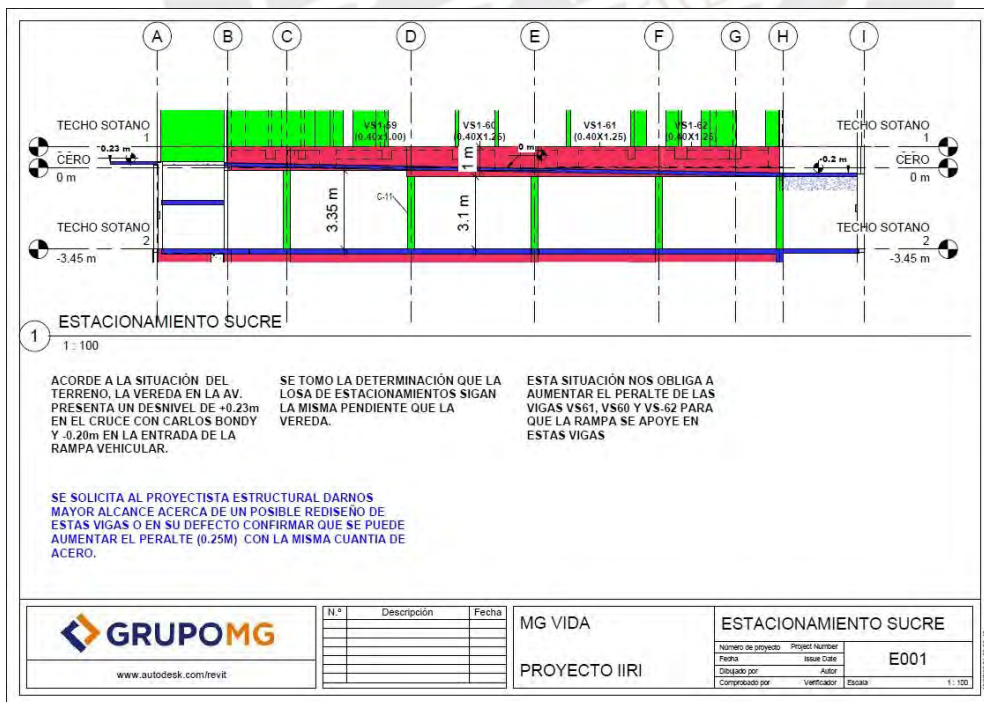 A B C D E F G H I
VS1-59 VS1-60 VS1-61 VS1-62
(0.40x1.00) (0.40X1.25) (0.40X1.25) (0.40X1.25)
TECHO SOTANO
1
TECHO SOTANO
1
0.23 m
0 m
1 m
-0.2 m
CERO
0 m
CERO
0 m
C-11
3.35 m
3.1 m
TECHO SOTANO
2
-3.45 m
TECHO SOTANO
2
-3.45 m
1
ESTACIONAMIENTO SUCRE
1 : 100
ACORDE A LA SITUACIÓN DEL
TERRENO, LA VEREDA EN LA AV.
PRESENTA UN DESNIVEL DE +0.23m
EN EL CRUCE CON CARLOS BONDY
Y -0.20m EN LA ENTRADA DE LA
RAMPA VEHICULAR.
SE TOMO LA DETERMINACIÓN QUE LA
LOSA DE ESTACIONAMIENTOS SIGAN
LA MISMA PENDIENTE QUE LA
VEREDA.
ESTA SITUACIÓN NOS OBLIGA A
AUMENTAR EL PERALTE DE LAS
VIGAS VS61, VS60 Y VS-62 PARA
QUE LA RAMPA SE APOYE EN
ESTAS VIGAS
SE SOLICITA AL PROYECTISTA ESTRUCTURAL DARNOS
MAYOR ALCANCE ACERCA DE UN POSIBLE REDISEÑO DE
ESTAS VIGAS O EN SU DEFECTO CONFIRMAR QUE SE PUEDE
AUMENTAR EL PERALTE (0.25M) CON LA MISMA CUANTIA DE
ACERO.
GRUPOMG
www.autodesk.com/revit
N.º Descripción Fecha
MG VIDA
PROYECTO IIRI
ESTACIONAMIENTO SUCRE
Número de proyecto Project Number
Fecha Issue Date
Dibujado por Autor
Comprobado por Verificador
E001
Escala 1 : 100